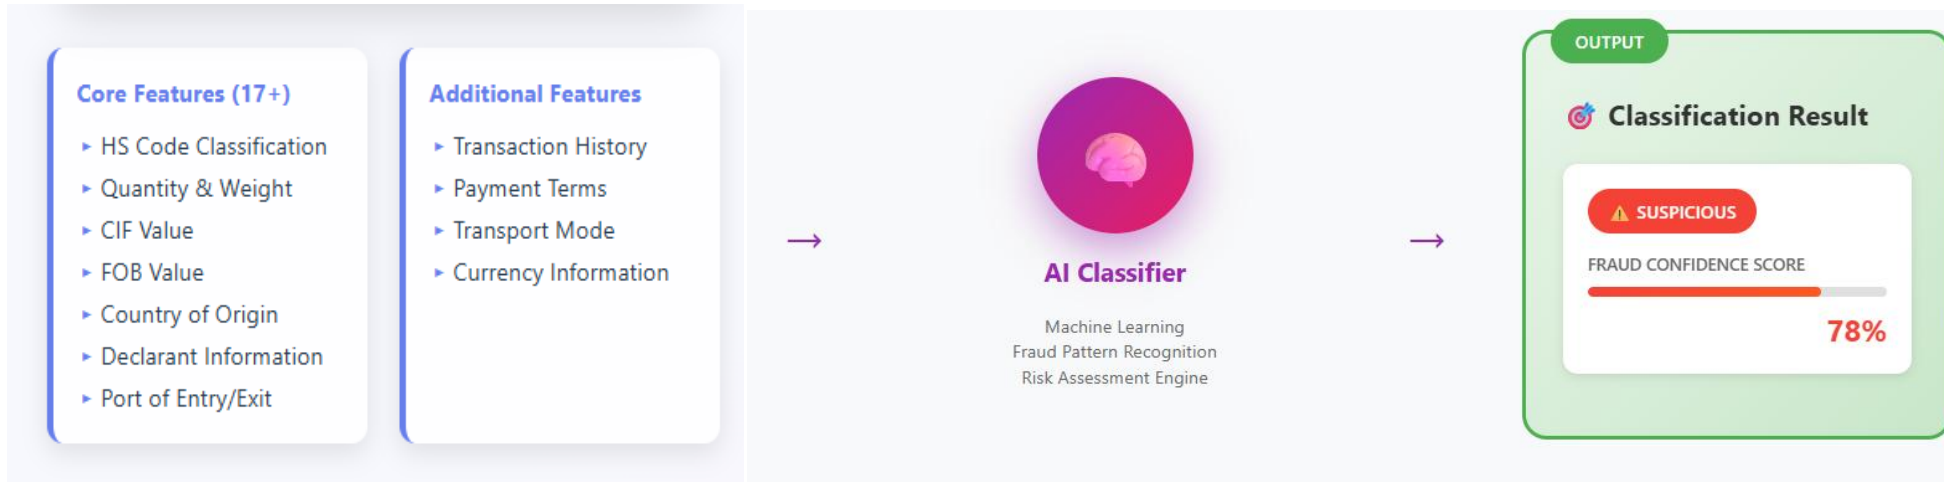 Core Features (17+)
▸ HS Code Classification
▸ Quantity & Weight
▸ CIF Value
▸ FOB Value
▸ Country of Origin
▸ Declarant Information
▸ Port of Entry/Exit
Additional Features
▸ Transaction History
▸ Payment Terms
▸ Transport Mode
▸ Currency Information
→
AI Classifier
Machine Learning
Fraud Pattern Recognition
Risk Assessment Engine
→
OUTPUT
🎯 Classification Result
⚠️ SUSPICIOUS
FRAUD CONFIDENCE SCORE
78%